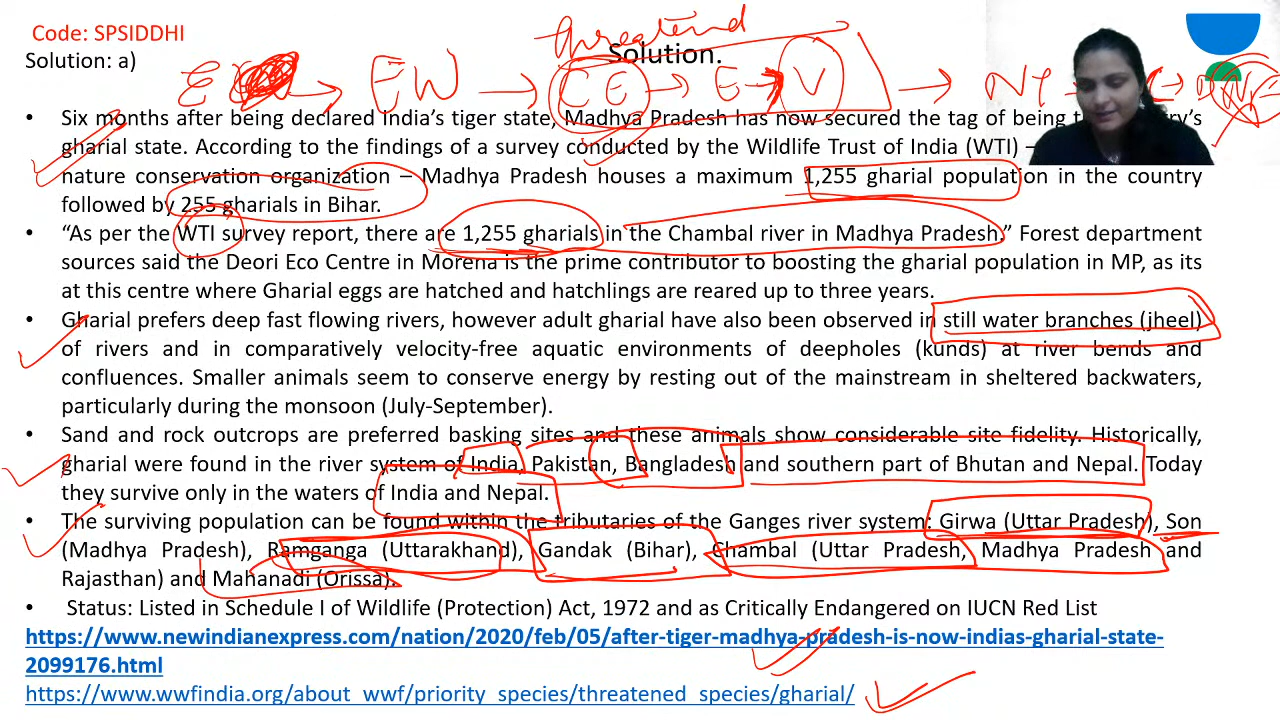 Code: SPSIDDHI
threatend
Solution.
Solution: a)
EW → CE → E → V → NT
• Six months after being declared India's tiger state, Madhya Pradesh has now secured the tag of being
gharial state. According to the findings of a survey conducted by the Wildlife Trust of India (WTI) –
nature conservation organization – Madhya Pradesh houses a maximum 1,255 gharial population in the country
followed by 255 gharials in Bihar.
• “As per the WTI survey report, there are 1,255 gharials in the Chambal river in Madhya Pradesh.” Forest department
sources said the Deori Eco Centre in Morena is the prime contributor to boosting the gharial population in MP, as its
at this centre where Gharial eggs are hatched and hatchlings are reared up to three years.
• Gharial prefers deep fast flowing rivers, however adult gharial have also been observed in still water branches (jheel)
of rivers and in comparatively velocity-free aquatic environments of deepholes (kunds) at river bends and
confluences. Smaller animals seem to conserve energy by resting out of the mainstream in sheltered backwaters,
particularly during the monsoon (July-September).
• Sand and rock outcrops are preferred basking sites and these animals show considerable site fidelity. Historically,
gharial were found in the river system of India, Pakistan, Bangladesh and southern part of Bhutan and Nepal. Today
they survive only in the waters of India and Nepal.
• The surviving population can be found within the tributaries of the Ganges river system: Girwa (Uttar Pradesh), Son
(Madhya Pradesh), Ramganga (Uttarakhand), Gandak (Bihar), Chambal (Uttar Pradesh, Madhya Pradesh and
Rajasthan) and Mahanadi (Orissa).
• Status: Listed in Schedule I of Wildlife (Protection) Act, 1972 and as Critically Endangered on IUCN Red List
https://www.newindianexpress.com/nation/2020/feb/05/after-tiger-madhya-pradesh-is-now-indias-gharial-state-
2099176.html
https://www.wwfindia.org/about_wwf/priority_species/threatened_species/gharial/